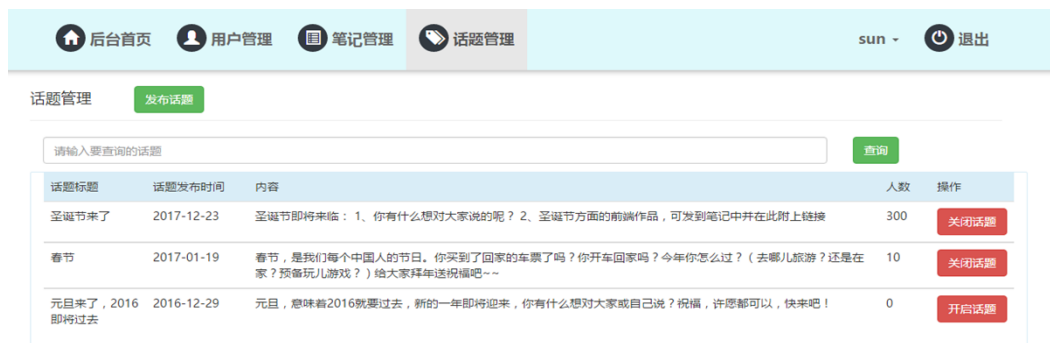 后台首页 用户管理 笔记管理 话题管理 sun 退出
话题管理 发布话题
请输入要查询的话题 查询
话题标题 话题发布时间 内容 人数 操作
圣诞节来了 2017-12-23 圣诞节即将来临： 1、你有什么想对大家说的呢？ 2、圣诞节方面的前端作品，可发到笔记中并在此附上链接 300 关闭话题
春节 2017-01-19 春节，是我们每个中国人的节日。你买到了回家的车票了吗？你开车回家吗？今年你怎么过？（去哪儿旅游？还是在 10 关闭话题
家？预备玩儿游戏？）给大家拜年送祝福吧~~
元旦来了，2016 2016-12-29 元旦，意味着2016就要过去，新的一年即将迎来，你有什么想对大家或自己说？祝福，许愿都可以，快来吧！ 0 开启话题
即将过去